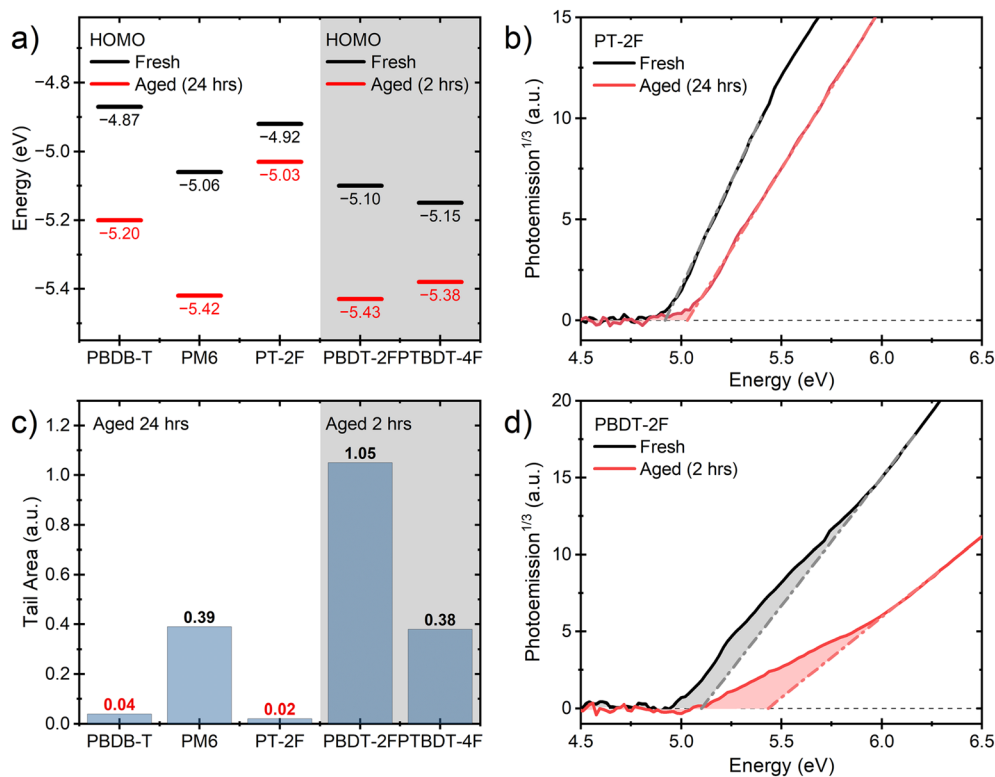 a)
HOMO
Fresh
Aged (24 hrs)
HOMO
Fresh
Aged (2 hrs)
Energy (eV)
−4.8
−5.0
−5.2
−5.4
−4.87
−5.20
−5.06
−5.42
−4.92
−5.03
−5.10
−5.43
−5.15
−5.38
PBDB-T PM6 PT-2F PBDT-2F PTBDT-4F
b)
PT-2F
Fresh
Aged (24 hrs)
Photoemission1/3 (a.u.)
15
10
5
0
4.5 5.0 5.5 6.0 6.5
Energy (eV)
c)
Aged 24 hrs
Aged 2 hrs
Tail Area (a.u.)
1.2
1.0
0.8
0.6
0.4
0.2
0.0
0.04
0.39
0.02
1.05
0.38
PBDB-T PM6 PT-2F PBDT-2F PTBDT-4F
d)
PBDT-2F
Fresh
Aged (2 hrs)
Photoemission1/3 (a.u.)
20
15
10
5
0
4.5 5.0 5.5 6.0 6.5
Energy (eV)